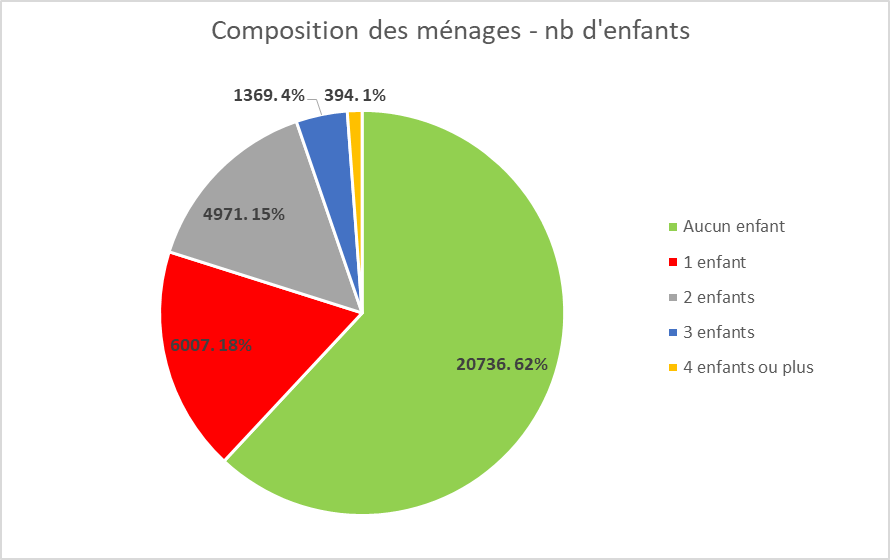 Composition des ménages - nb d'enfants
1369. 4%
394. 1%
4971. 15%
6007. 18%
20736. 62%
Aucun enfant
1 enfant
2 enfants
3 enfants
4 enfants ou plus